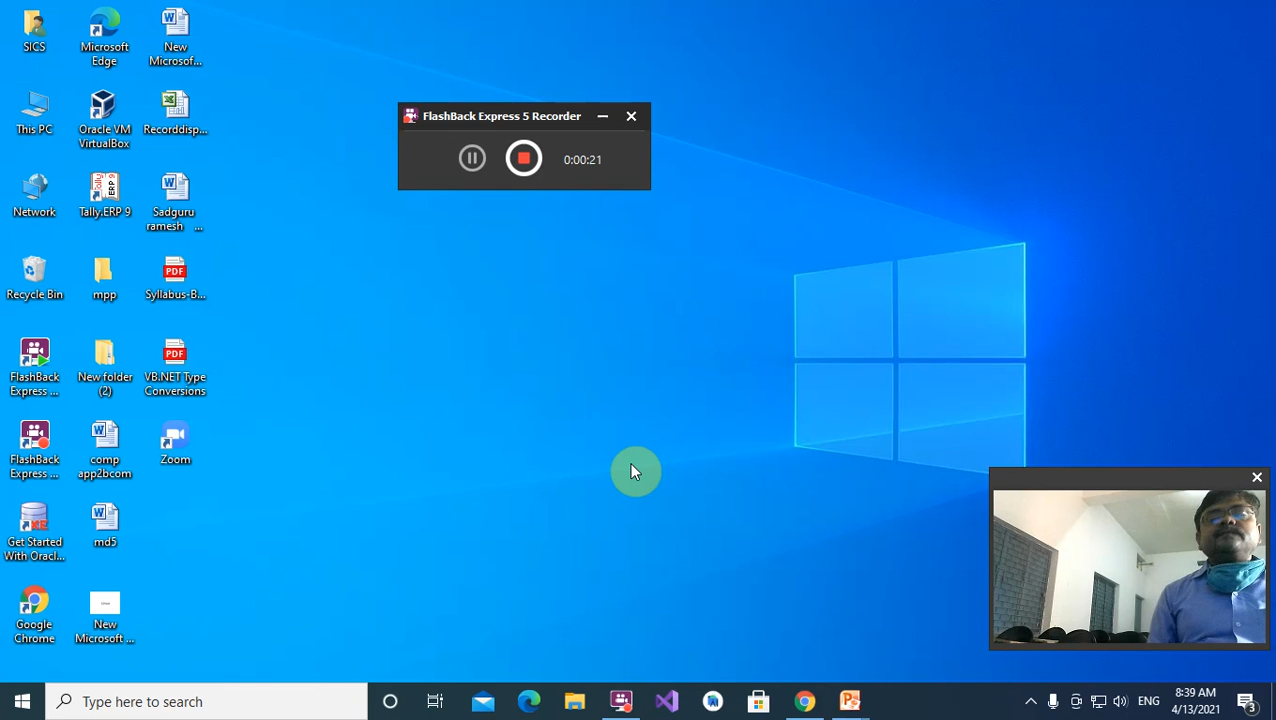 SICS
Microsoft
Edge
New
Microsof...
This PC
Oracle VM
VirtualBox
Recorddisp...
Network
Tally.ERP 9
Sadguru
ramesh ...
Recycle Bin
mpp
Syllabus-B...
FlashBack
Express ...
New folder
(2)
VB.NET Type
Conversions
FlashBack
Express ...
comp
app2bcom
Zoom
Get Started
With Oracl...
md5
Google
Chrome
New
Microsoft ...
FlashBack Express 5 Recorder
0:00:21
Type here to search
ENG
8:39 AM
4/13/2021
3